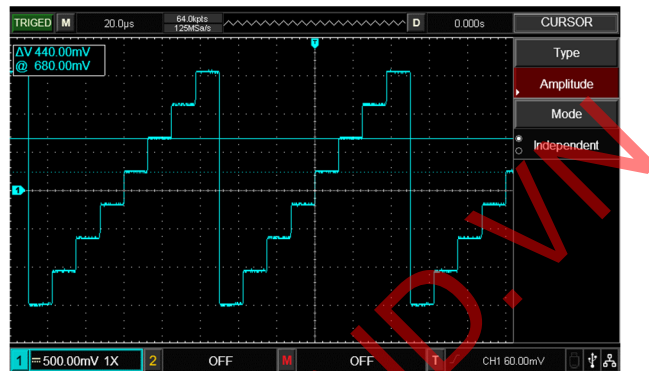 TRIGED M 20.0µs 64.0kpts 125MSa/s D 0.000s CURSOR
ΔV 440.00mV
@ 680.00mV
T
Type
Amplitude
Mode
Independent
1
1 500.00mV 1X 2 OFF M OFF T CH1 60.00mV
D.VN